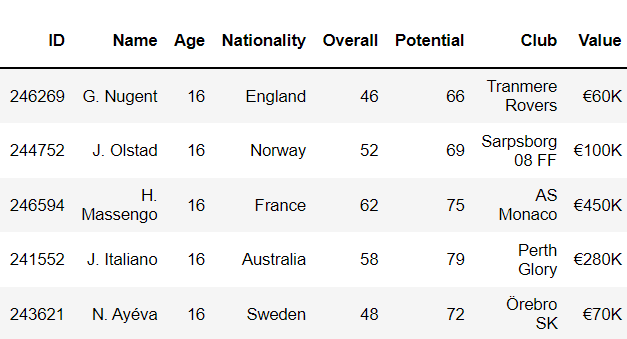 ID Name Age Nationality Overall Potential Club Value
246269 G. Nugent 16 England 46 66 Tranmere Rovers €60K
244752 J. Olstad 16 Norway 52 69 Sarpsborg 08 FF €100K
246594 H. Massengo 16 France 62 75 AS Monaco €450K
241552 J. Italiano 16 Australia 58 79 Perth Glory €280K
243621 N. Ayéva 16 Sweden 48 72 Örebro SK €70K